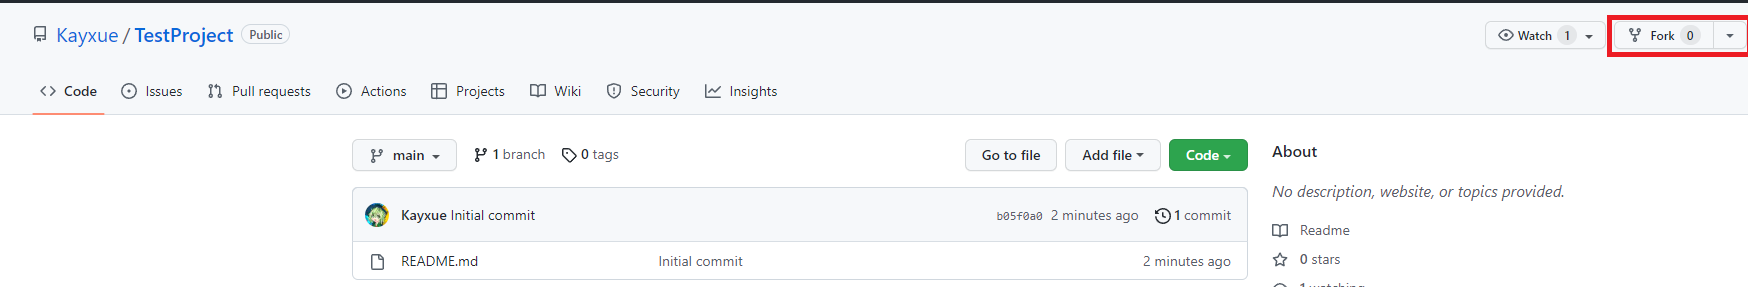 Kayxue / TestProject Public Watch 1 Fork 0
Code Issues Pull requests Actions Projects Wiki Security Insights
main 1 branch 0 tags Go to file Add file Code
Kayxue Initial commit b05f0a0 2 minutes ago 1 commit
README.md Initial commit 2 minutes ago
About
No description, website, or topics provided.
Readme
0 stars
1 watching